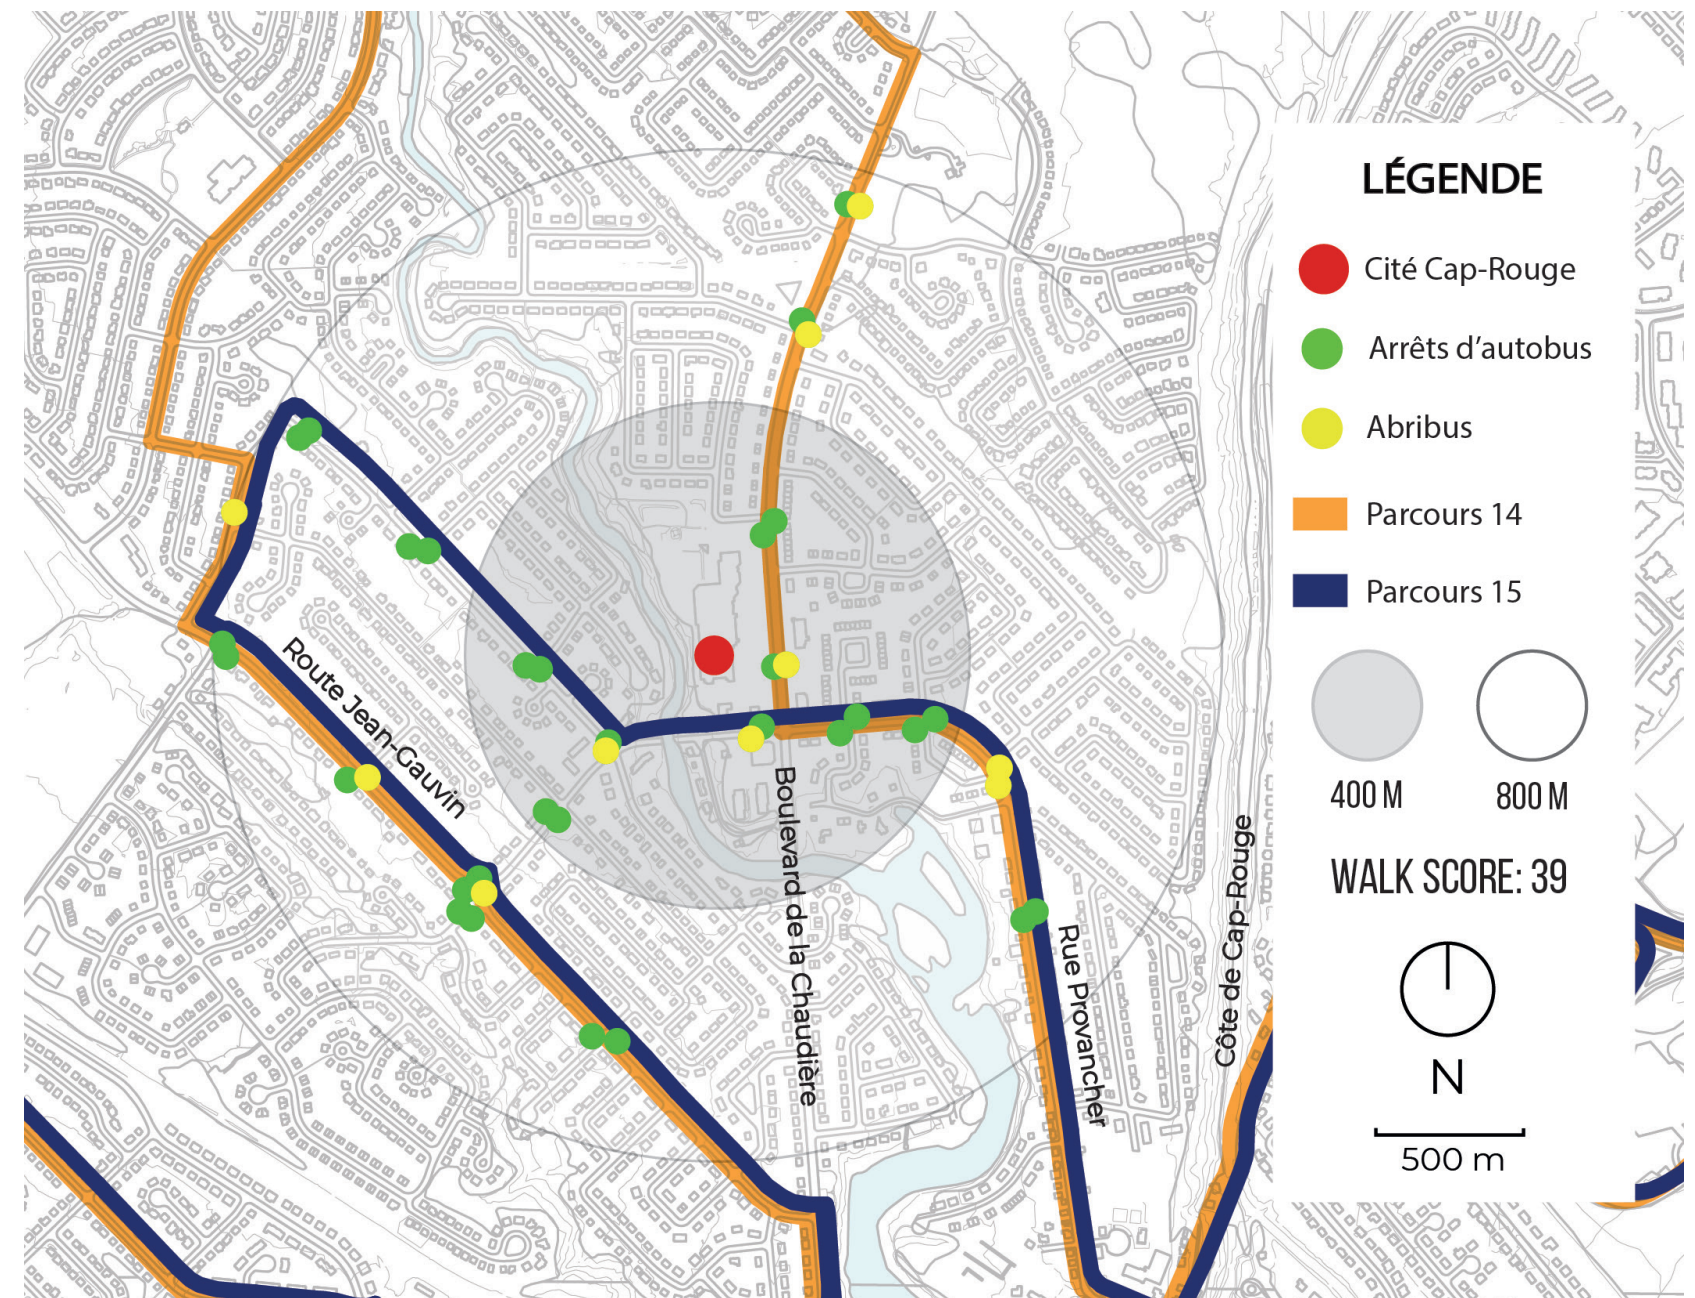 LÉGENDE
Cité Cap-Rouge
Arrêts d'autobus
Abribus
Parcours 14
Parcours 15
400 M
800 M
WALK SCORE: 39
N
500 m
Route Jean-Gauvin
Boulevard de la Chaudière
Rue Provancher
Côte de Cap-Rouge